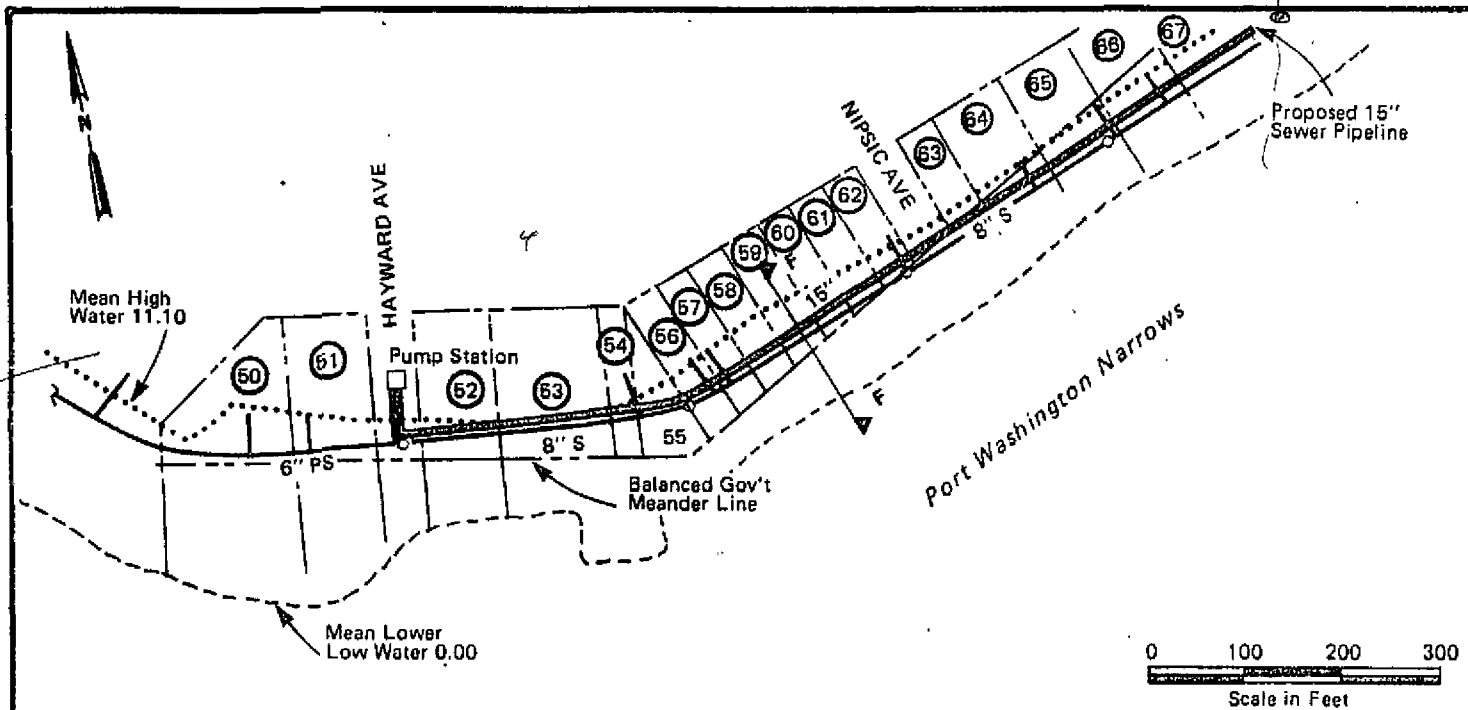 N
HAYWARD AVE
NIPSIC AVE
Mean High
Water 11.10
Pump Station
50
51
52
53
54
55
56
57
58
59
60
61
62
63
64
65
66
67
F
F
15"
8" S
8" S
6" PS
Proposed 15"
Sewer Pipeline
Balanced Gov't
Meander Line
Port Washington Narrows
Mean Lower
Low Water 0.00
0 100 200 300
Scale in Feet